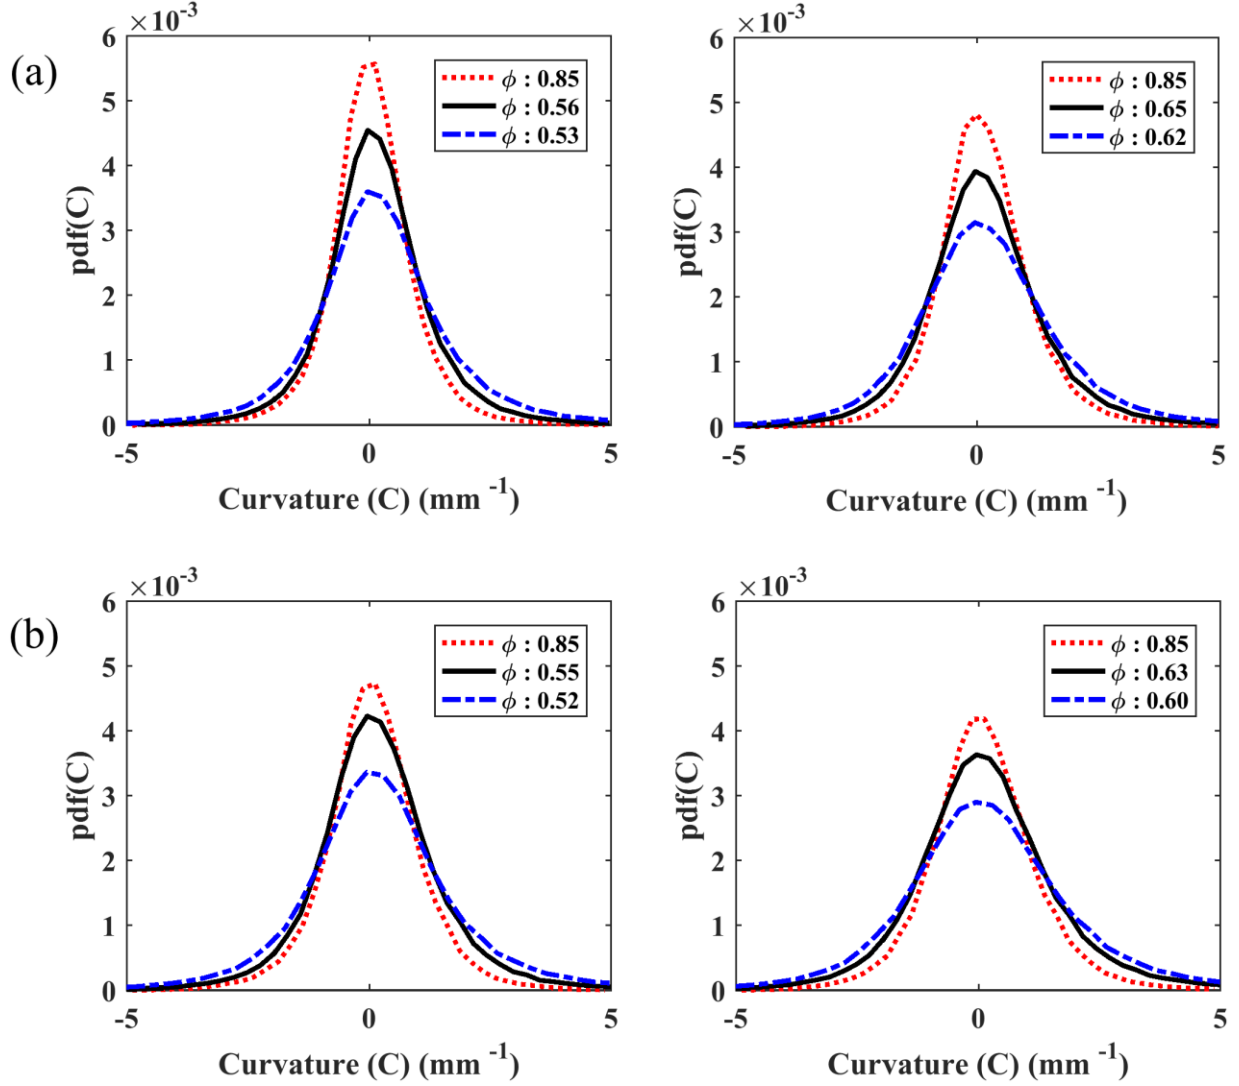 (a)
×10⁻³
6
5
4
3
2
1
0
pdf(C)
ϕ : 0.85
ϕ : 0.56
ϕ : 0.53
-5 0 5
Curvature (C) (mm ⁻¹)
×10⁻³
6
5
4
3
2
1
0
pdf(C)
ϕ : 0.85
ϕ : 0.65
ϕ : 0.62
-5 0 5
Curvature (C) (mm ⁻¹)
(b)
×10⁻³
6
5
4
3
2
1
0
pdf(C)
ϕ : 0.85
ϕ : 0.55
ϕ : 0.52
-5 0 5
Curvature (C) (mm ⁻¹)
×10⁻³
6
5
4
3
2
1
0
pdf(C)
ϕ : 0.85
ϕ : 0.63
ϕ : 0.60
-5 0 5
Curvature (C) (mm ⁻¹)